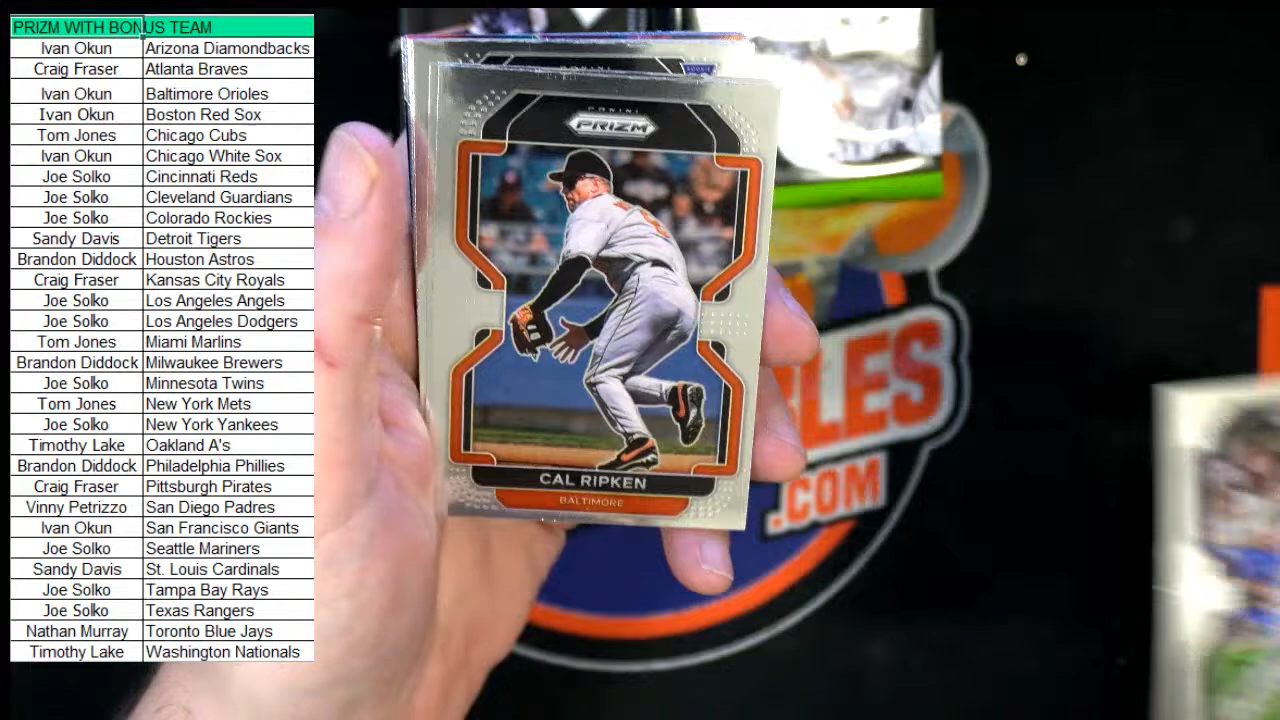 PRIZM WITH BONUS TEAM
Ivan Okun Arizona Diamondbacks
Craig Fraser Atlanta Braves
Ivan Okun Baltimore Orioles
Ivan Okun Boston Red Sox
Tom Jones Chicago Cubs
Ivan Okun Chicago White Sox
Joe Solko Cincinnati Reds
Joe Solko Cleveland Guardians
Joe Solko Colorado Rockies
Sandy Davis Detroit Tigers
Brandon Diddock Houston Astros
Craig Fraser Kansas City Royals
Joe Solko Los Angeles Angels
Joe Solko Los Angeles Dodgers
Tom Jones Miami Marlins
Brandon Diddock Milwaukee Brewers
Joe Solko Minnesota Twins
Tom Jones New York Mets
Joe Solko New York Yankees
Timothy Lake Oakland A's
Brandon Diddock Philadelphia Phillies
Craig Fraser Pittsburgh Pirates
Vinny Petrizzo San Diego Padres
Ivan Okun San Francisco Giants
Joe Solko Seattle Mariners
Sandy Davis St. Louis Cardinals
Joe Solko Tampa Bay Rays
Joe Solko Texas Rangers
Nathan Murray Toronto Blue Jays
Timothy Lake Washington Nationals
PANINI
ROOKIE
PANINI
PRIZM
CAL RIPKEN
BALTIMORE
BLES
.COM